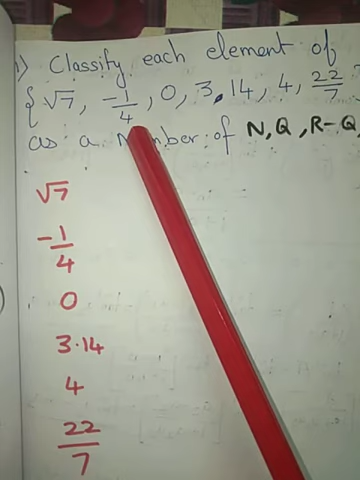 1) Classify each element of
{√7, -1/4, 0, 3.14, 4, 22/7
as a Number of N, Q, R-Q,
√7
-1/4
0
3.14
4
22/7